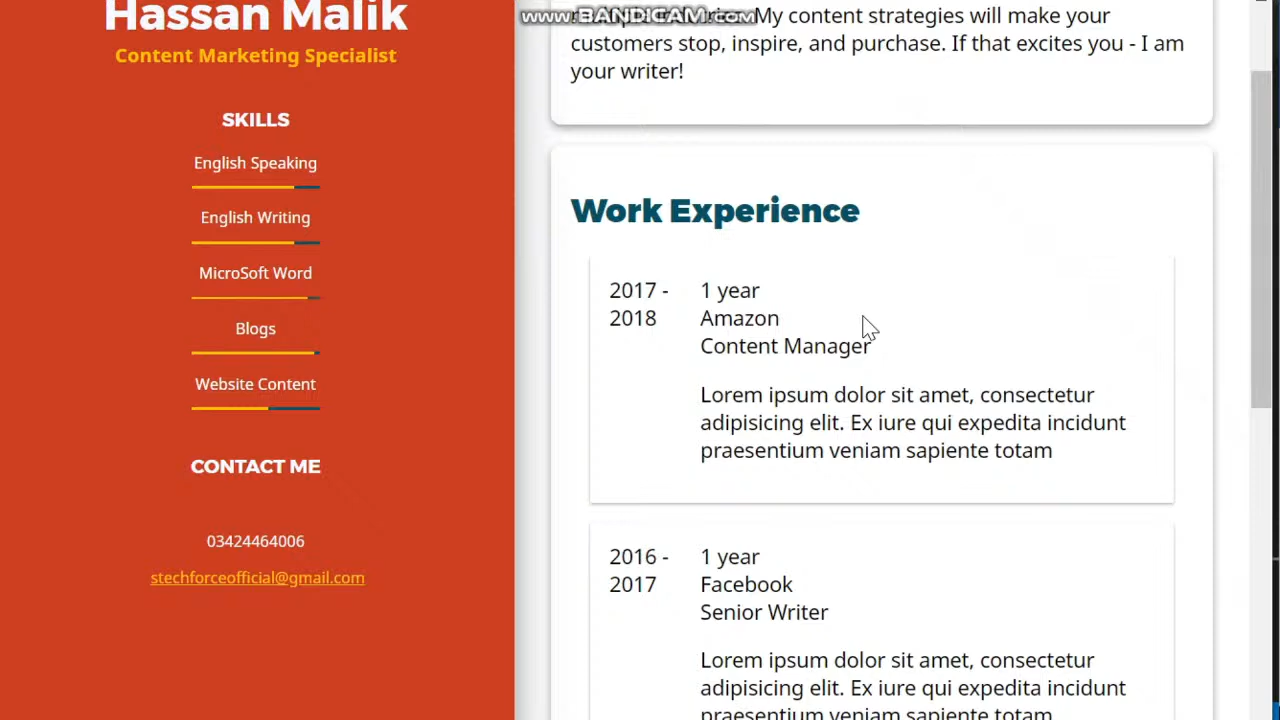 Hassan Malik
Content Marketing Specialist
SKILLS
English Speaking
English Writing
MicroSoft Word
Blogs
Website Content
CONTACT ME
03424464006
stechforceofficial@gmail.com
www.BANDICAM.com
My content strategies will make your
customers stop, inspire, and purchase. If that excites you - I am
your writer!
Work Experience
2017 -
2018
1 year
Amazon
Content Manager
Lorem ipsum dolor sit amet, consectetur
adipisicing elit. Ex iure qui expedita incidunt
praesentium veniam sapiente totam
2016 -
2017
1 year
Facebook
Senior Writer
Lorem ipsum dolor sit amet, consectetur
adipisicing elit. Ex iure qui expedita incidunt
praesentium veniam sapiente totam